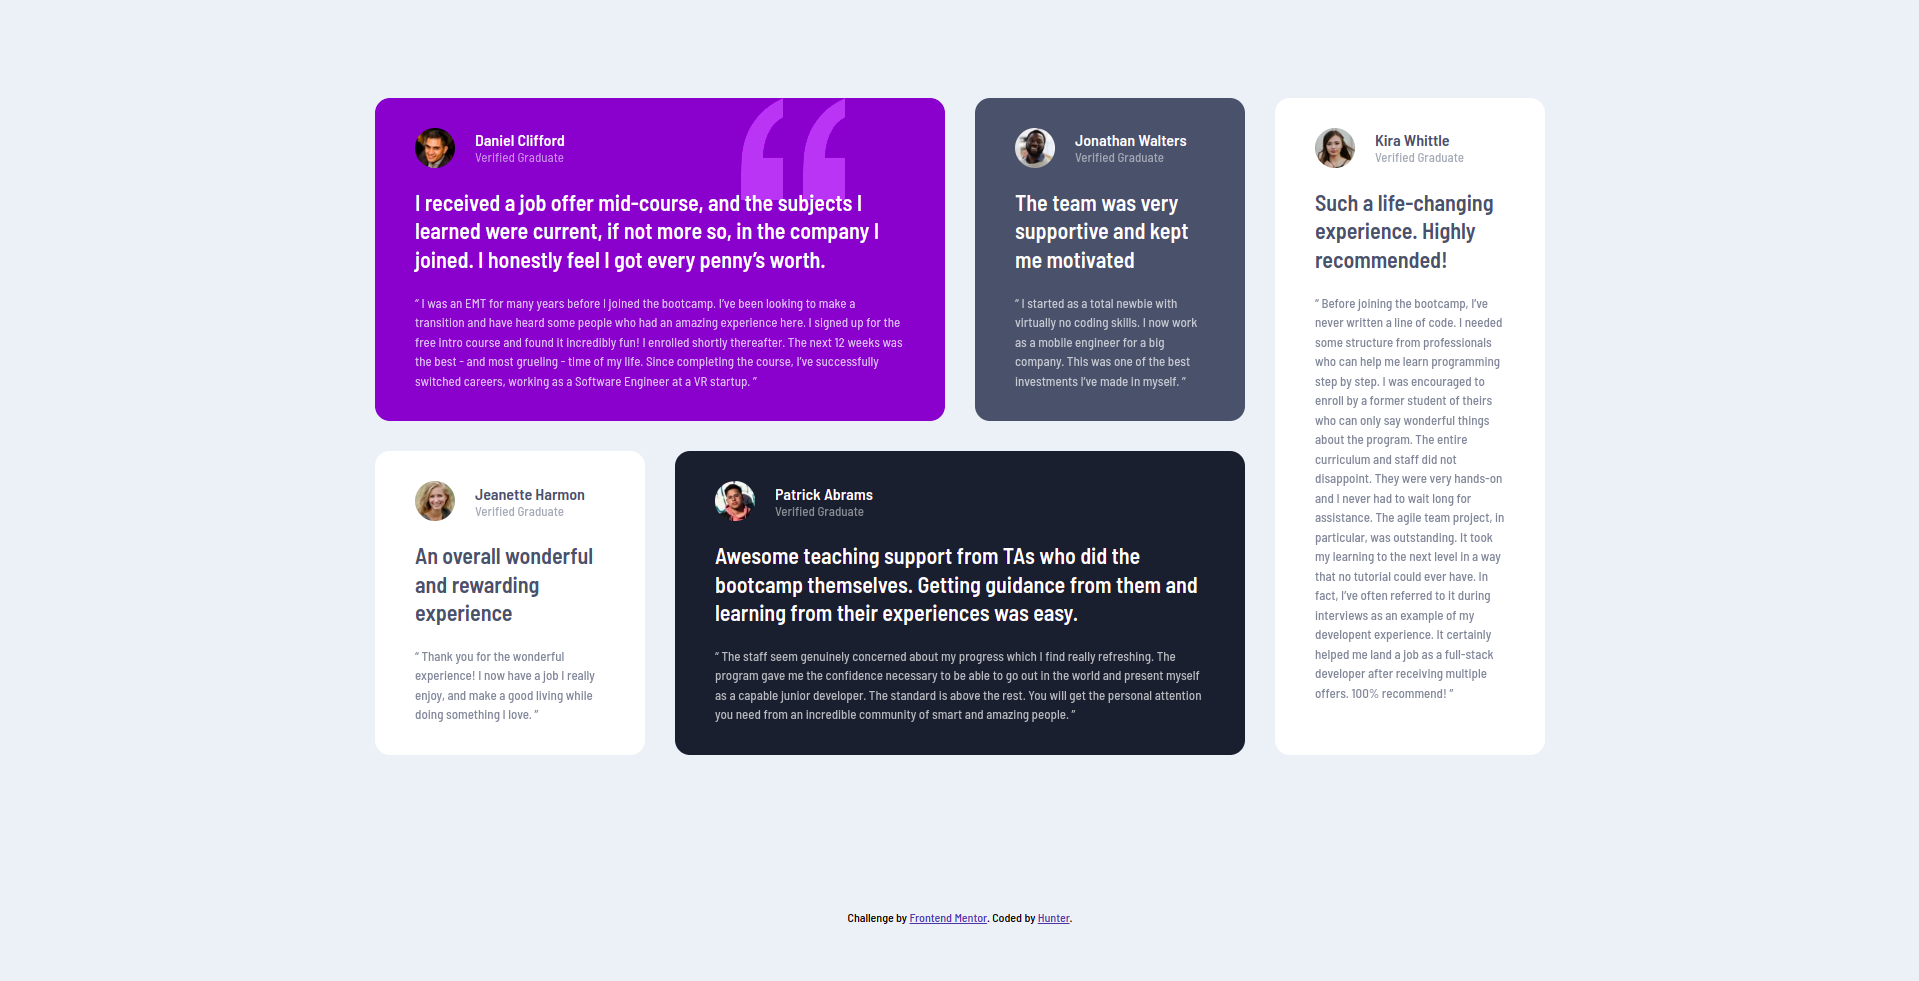 Daniel Clifford
Verified Graduate
I received a job offer mid-course, and the subjects I
learned were current, if not more so, in the company I
joined. I honestly feel I got every penny’s worth.
“ I was an EMT for many years before I joined the bootcamp. I’ve been looking to make a
transition and have heard some people who had an amazing experience here. I signed up for the
free intro course and found it incredibly fun! I enrolled shortly thereafter. The next 12 weeks was
the best - and most grueling - time of my life. Since completing the course, I’ve successfully
switched careers, working as a Software Engineer at a VR startup. ”
Jonathan Walters
Verified Graduate
The team was very
supportive and kept
me motivated
“ I started as a total newbie with
virtually no coding skills. I now work
as a mobile engineer for a big
company. This was one of the best
investments I’ve made in myself. ”
Kira Whittle
Verified Graduate
Such a life-changing
experience. Highly
recommended!
“ Before joining the bootcamp, I’ve
never written a line of code. I needed
some structure from professionals
who can help me learn programming
step by step. I was encouraged to
enroll by a former student of theirs
who can only say wonderful things
about the program. The entire
curriculum and staff did not
disappoint. They were very hands-on
and I never had to wait long for
assistance. The agile team project, in
particular, was outstanding. It took
my learning to the next level in a way
that no tutorial could ever have. In
fact, I’ve often referred to it during
interviews as an example of my
developent experience. It certainly
helped me land a job as a full-stack
developer after receiving multiple
offers. 100% recommend! ”
Jeanette Harmon
Verified Graduate
An overall wonderful
and rewarding
experience
“ Thank you for the wonderful
experience! I now have a job I really
enjoy, and make a good living while
doing something I love. ”
Patrick Abrams
Verified Graduate
Awesome teaching support from TAs who did the
bootcamp themselves. Getting guidance from them and
learning from their experiences was easy.
“ The staff seem genuinely concerned about my progress which I find really refreshing. The
program gave me the confidence necessary to be able to go out in the world and present myself
as a capable junior developer. The standard is above the rest. You will get the personal attention
you need from an incredible community of smart and amazing people. ”
Challenge by Frontend Mentor. Coded by Hunter.